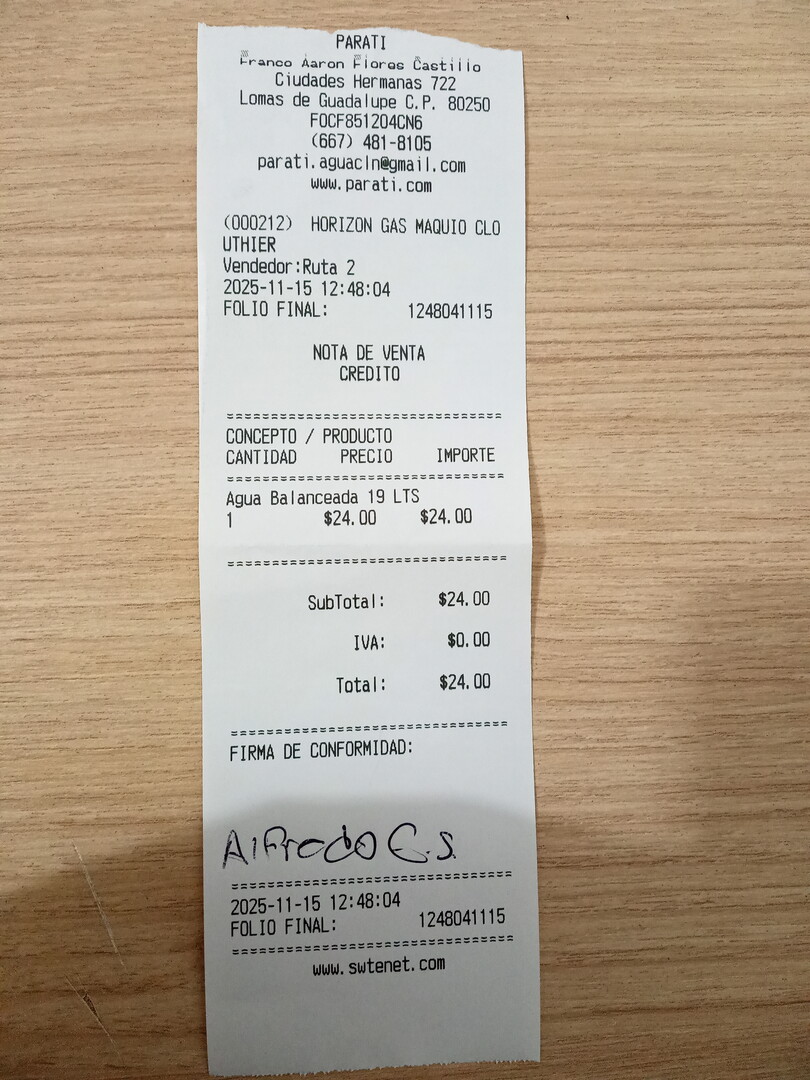 PARATI
Franco Aaron Flores Castillo
Ciudades Hermanas 722
Lomas de Guadalupe C.P. 80250
FOCF851204CN6
(667) 481-8105
parati.aguacln@gmail.com
www.parati.com
(000212) HORIZON GAS MAQUIO CLO
UTHIER
Vendedor:Ruta 2
2025-11-15 12:48:04
FOLIO FINAL: 1248041115
NOTA DE VENTA
CREDITO
===============================
CONCEPTO / PRODUCTO
CANTIDAD PRECIO IMPORTE
===============================
Agua Balanceada 19 LTS
1 $24.00 $24.00
===============================
SubTotal: $24.00
IVA: $0.00
Total: $24.00
===============================
FIRMA DE CONFORMIDAD:
Alfredo C.S.
===============================
2025-11-15 12:48:04
FOLIO FINAL: 1248041115
===============================
www.swtenet.com